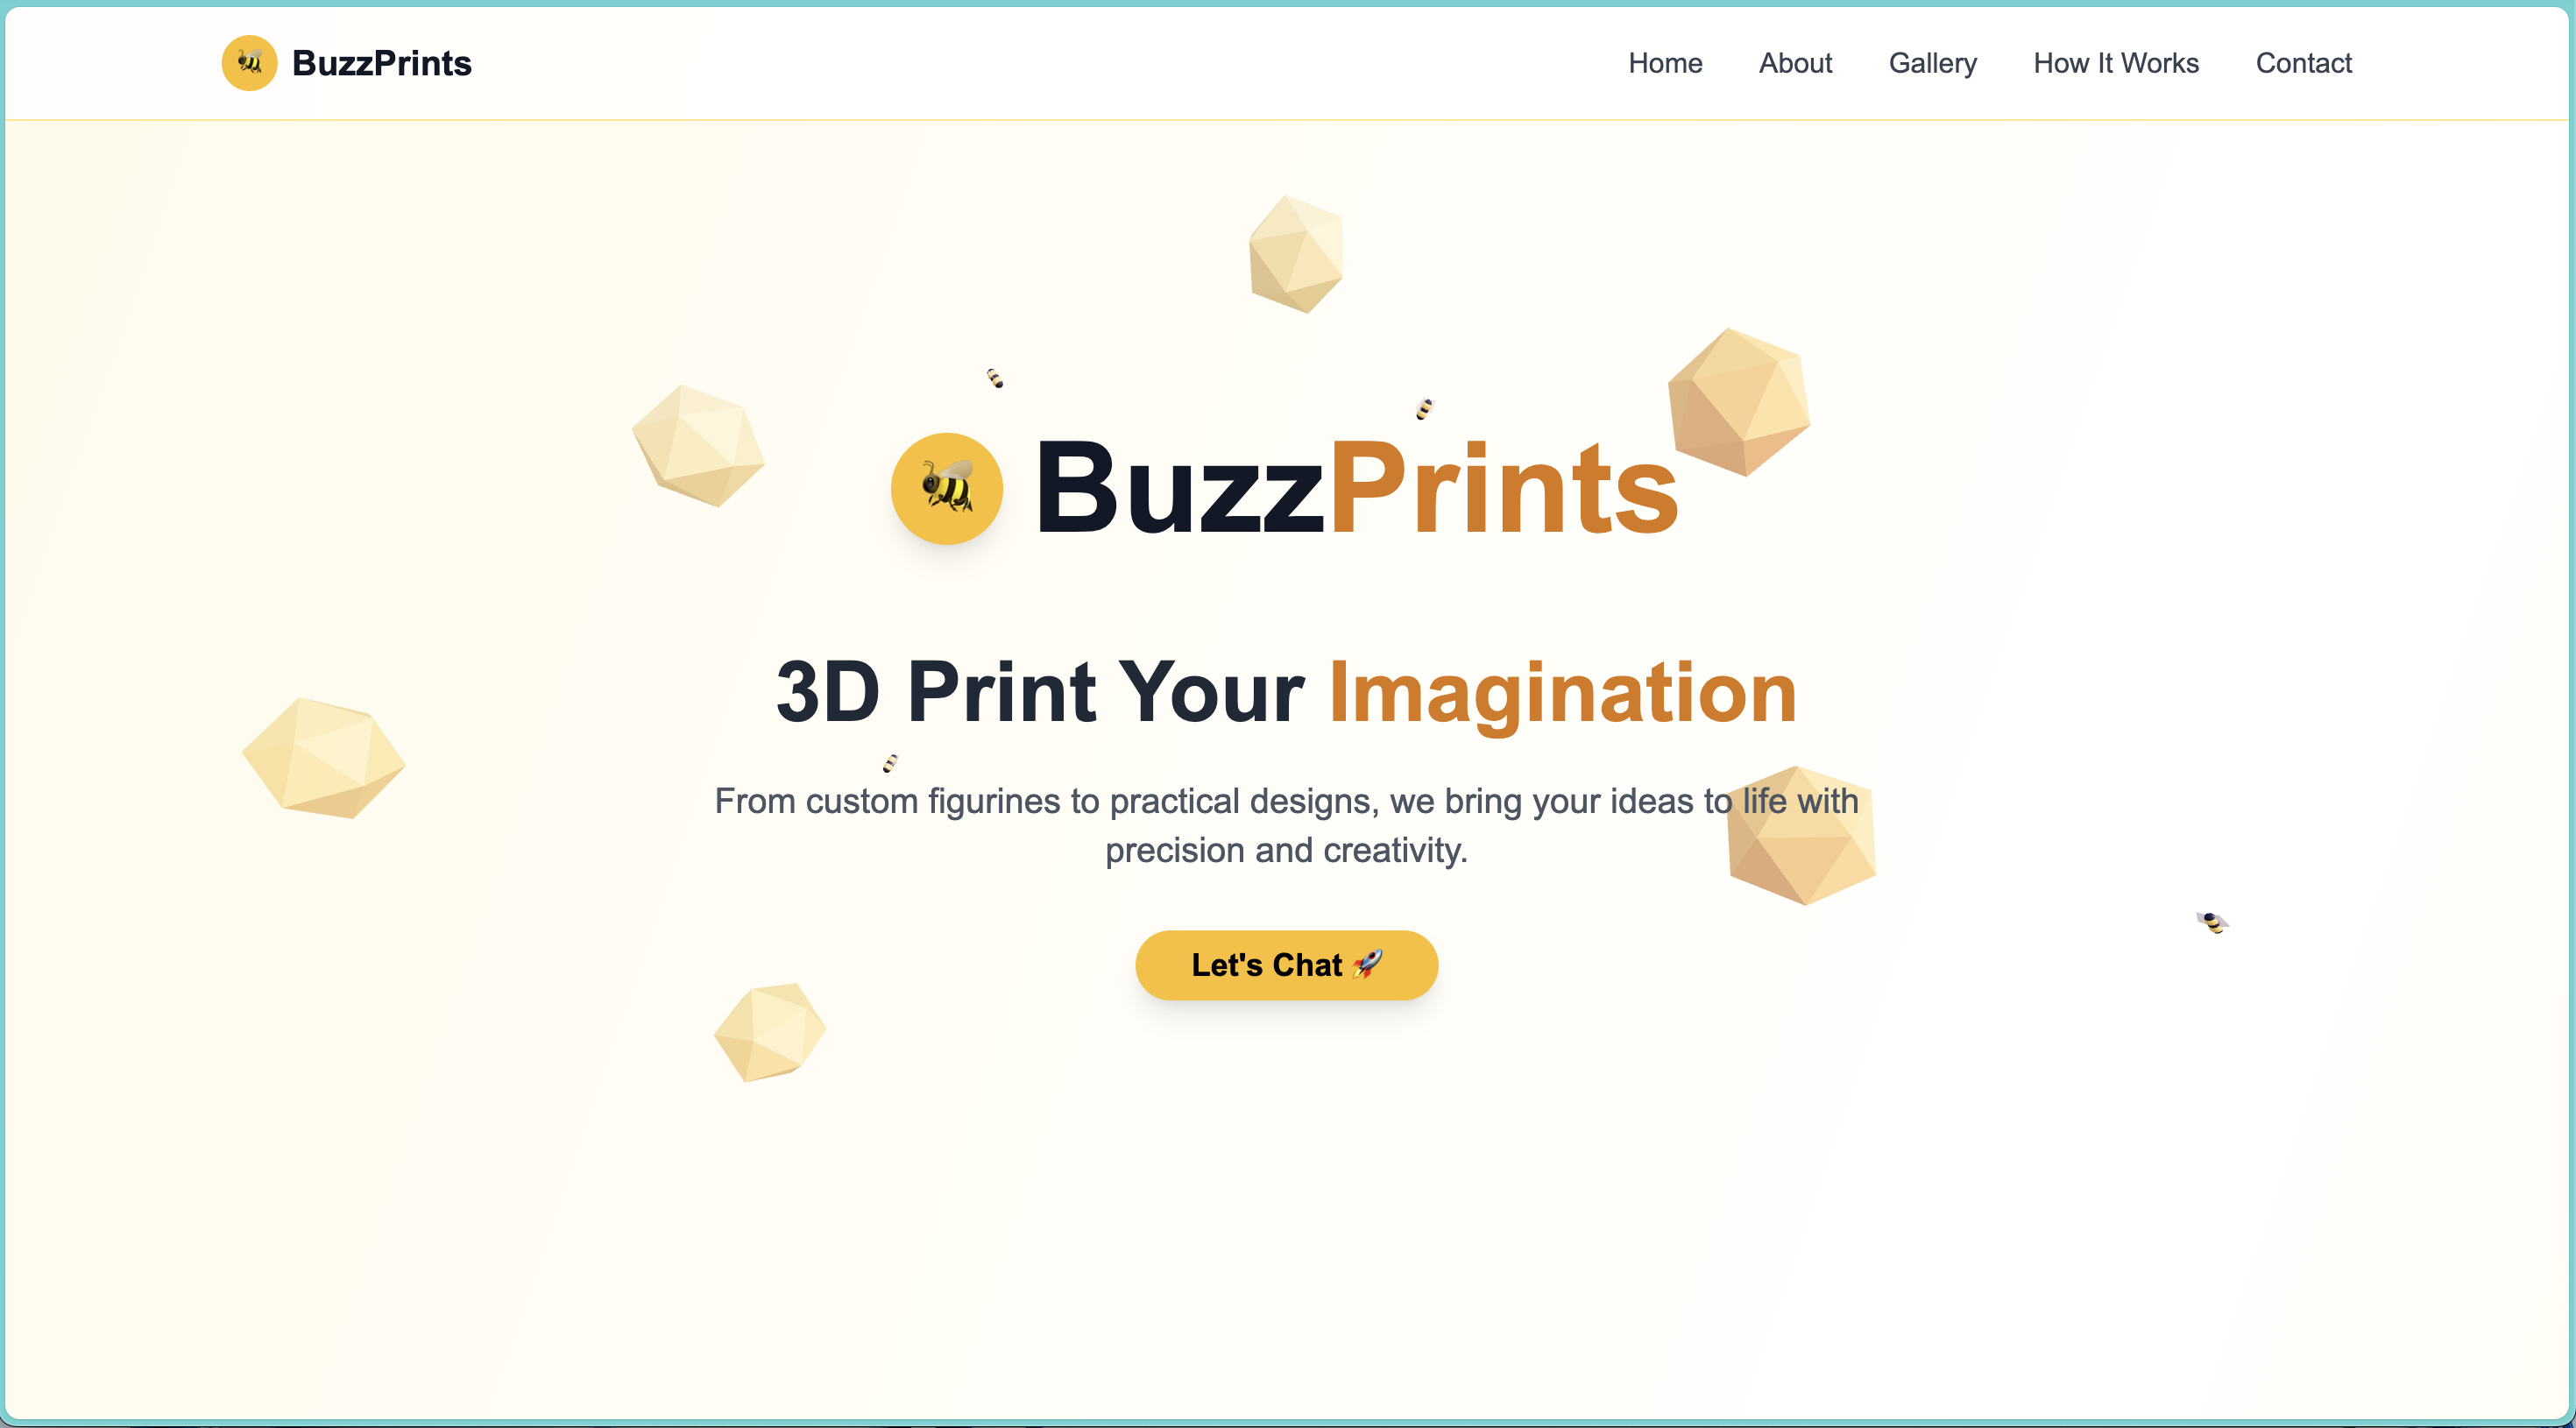 BuzzPrints
Home About Gallery How It Works Contact
BuzzPrints
3D Print Your Imagination
From custom figurines to practical designs, we bring your ideas to life with
precision and creativity.
Let's Chat 🚀